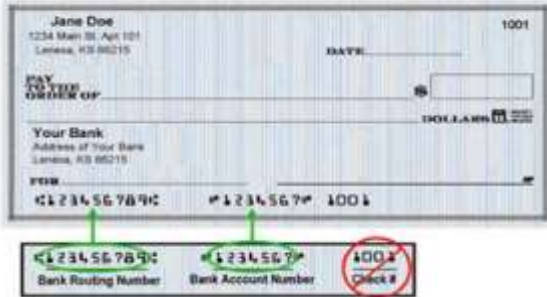 Jane Doe
1001
1234 Main St. Apt 101
Lenexa, KS 66215
DATE
PAY
TO THE
ORDER OF
$
DOLLARS
Your Bank
Address of Your Bank
Lenexa, KS 66215
FOR
⑆123456789⑆ ⑈1234567⑈ 1001
⑆123456789⑆ ⑈1234567⑈ 1001
Bank Routing Number Bank Account Number Check #